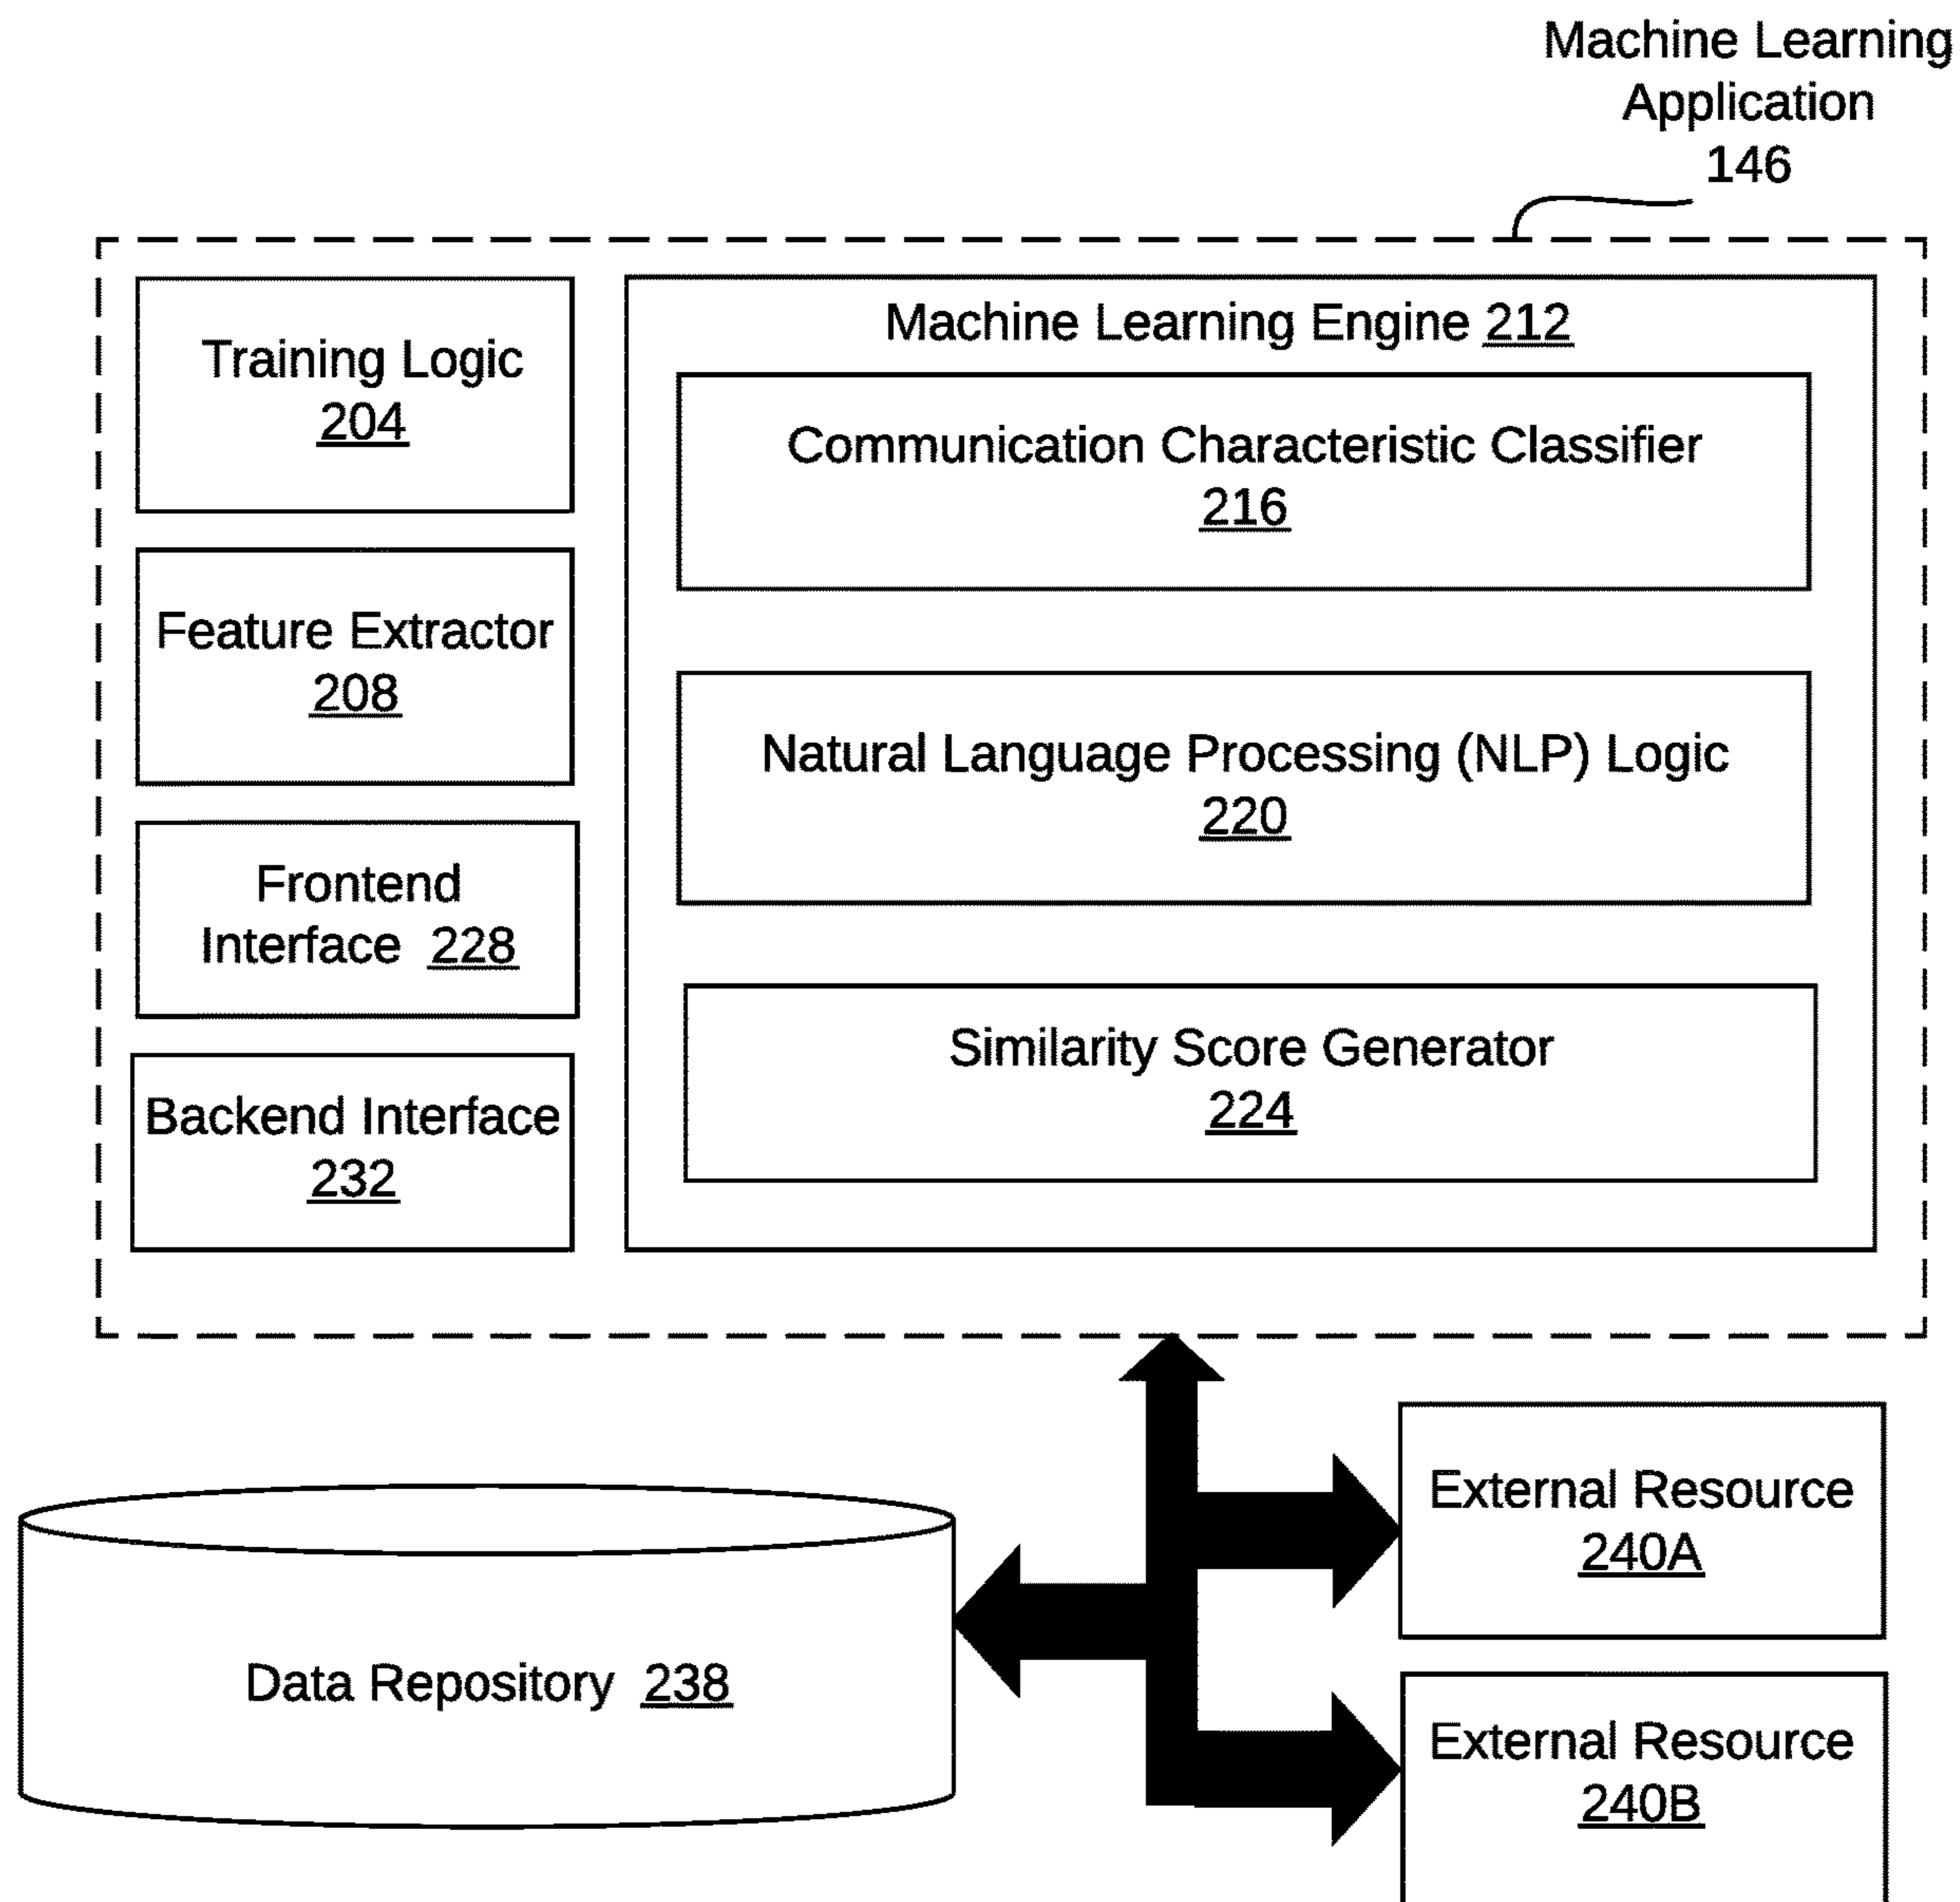 Machine Learning
Application
146
Training Logic
204
Feature Extractor
208
Frontend
Interface 228
Backend Interface
232
Machine Learning Engine 212
Communication Characteristic Classifier
216
Natural Language Processing (NLP) Logic
220
Similarity Score Generator
224
Data Repository 238
External Resource
240A
External Resource
240B